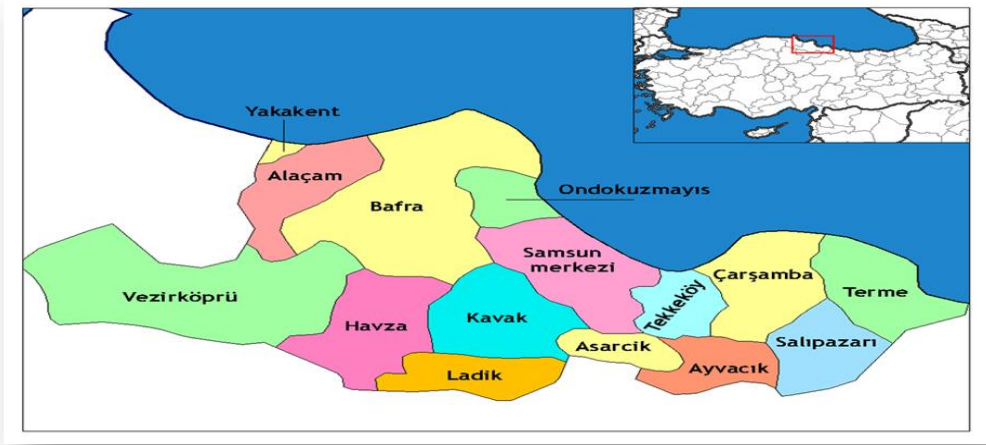 Yakakent
Alaçam
Bafra
Ondokuzmayıs
Samsun
merkezi
Çarşamba
Tekkeköy
Terme
Vezirköprü
Havza
Kavak
Asarcik
Salıpazarı
Ladik
Ayvacık